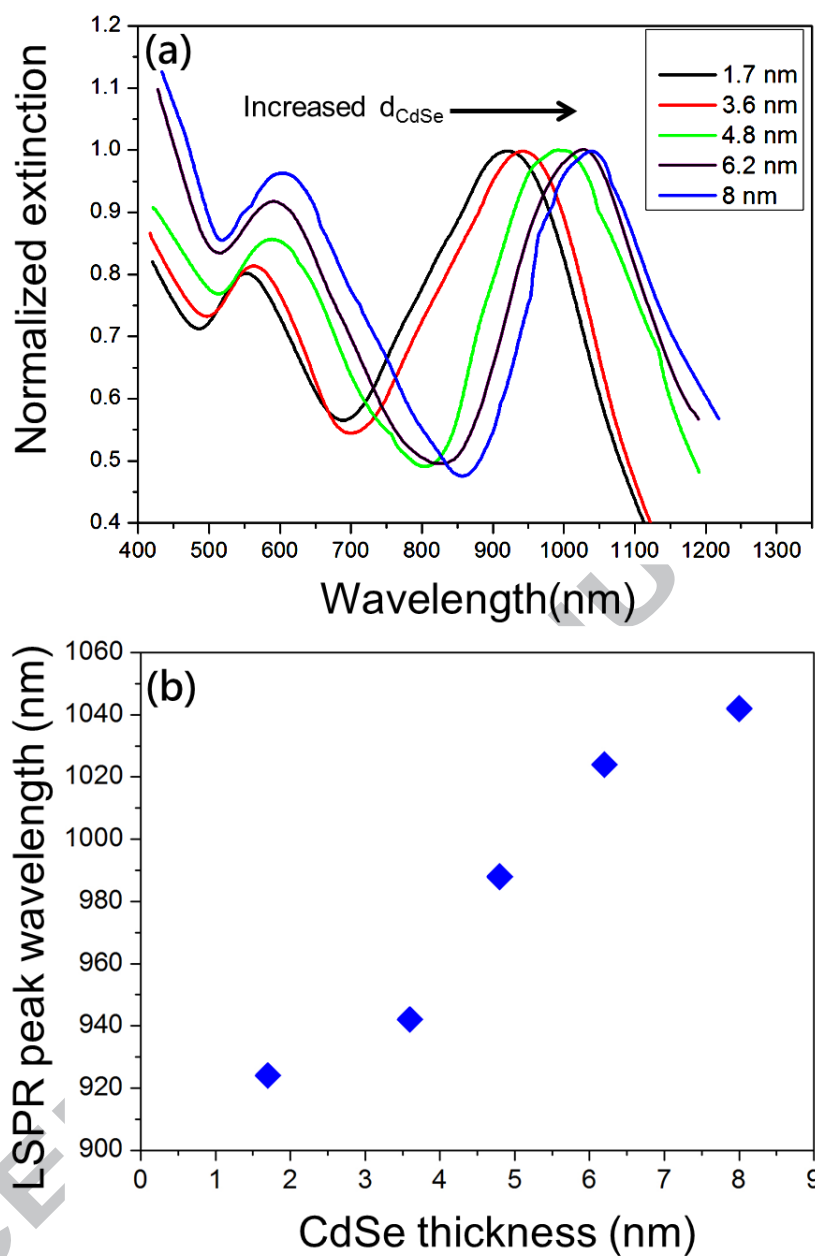 (a)
1.2
1.1
1.0
0.9
0.8
0.7
0.6
0.5
0.4
Normalized extinction
Increased d_CdSe
1.7 nm
3.6 nm
4.8 nm
6.2 nm
8 nm
400 500 600 700 800 900 1000 1100 1200 1300
Wavelength(nm)
(b)
1060
1040
1020
1000
980
960
940
920
900
LSPR peak wavelength (nm)
0 1 2 3 4 5 6 7 8 9
CdSe thickness (nm)